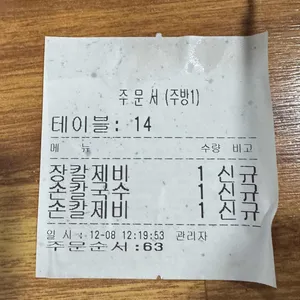 주 문 서 (주방1)
테이블: 14
메 뉴 수량 비고
장칼제비 1 신규
손칼국수 1 신규
손칼제비 1 신규
일 시 : 12-08 12:19:53 관리자
주문순서:63